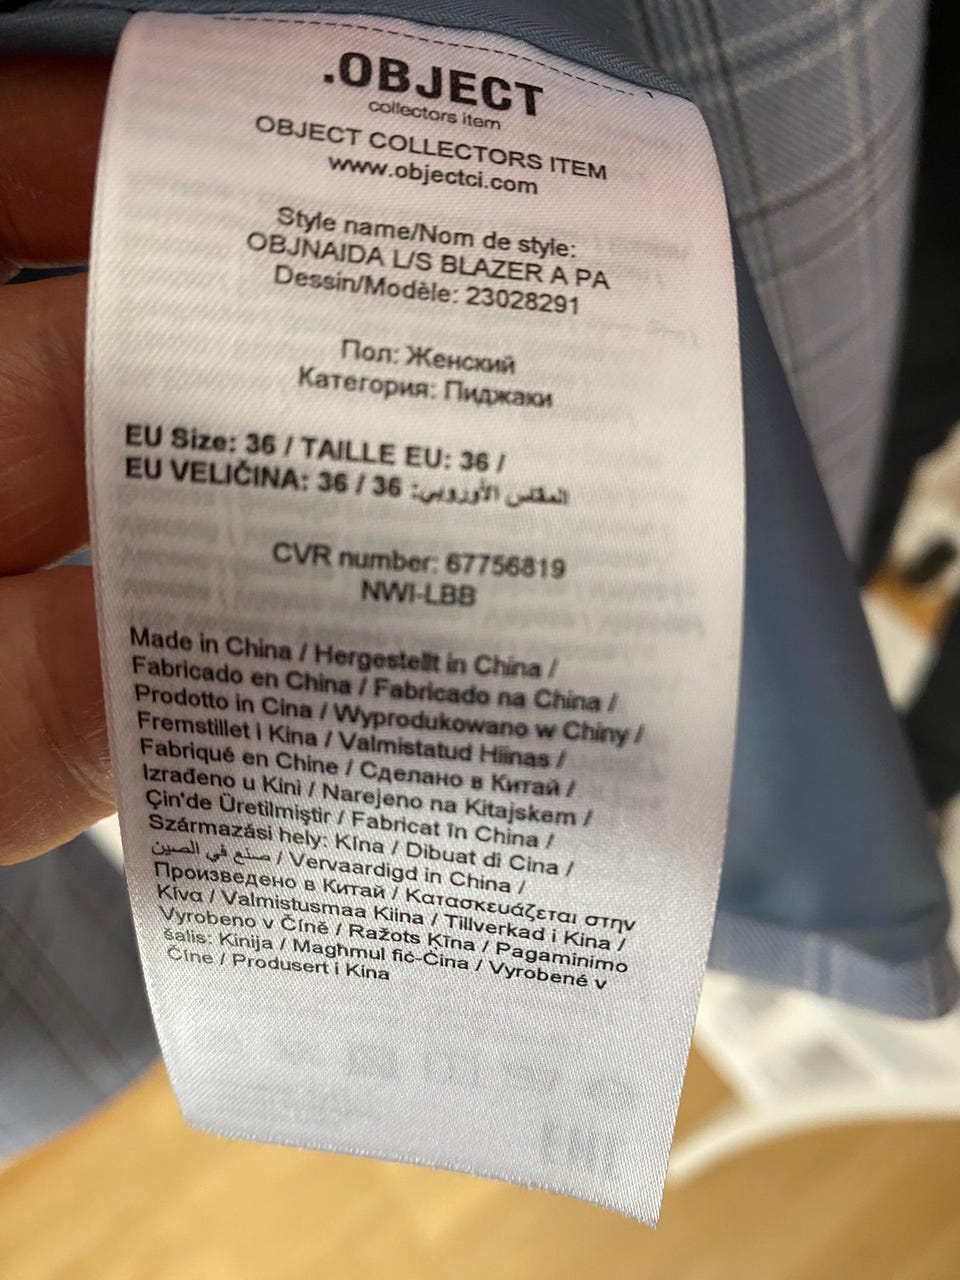 .OBJECT
collectors item
OBJECT COLLECTORS ITEM
www.objectci.com
Style name/Nom de style:
OBJNAIDA L/S BLAZER A PA
Dessin/Modèle: 23028291
Пол: Женский
Категория: Пиджаки
EU Size: 36 / TAILLE EU: 36 /
EU VELIČINA: 36 / 36 :المقاس الأوروبي
CVR number: 67756819
NWI-LBB
Made in China / Hergestellt in China /
Fabricado en China / Fabricado na China /
Prodotto in Cina / Wyprodukowano w Chiny /
Fremstillet i Kina / Valmistatud Hiinas /
Fabriqué en Chine / Сделано в Китай /
Izrađeno u Kini / Narejeno na Kitajskem /
Çin'de Üretilmiştir / Fabricat în China /
Származási hely: Kína / Dibuat di Cina /
صنع في الصين / Vervaardigd in China /
Произведено в Китай / Κατασκευάζεται στην
Κίνα / Valmistusmaa Kiina / Tillverkad i Kina /
Vyrobeno v Číně / Ražots Ķīna / Pagaminimo
šalis: Kinija / Magħmul fiċ-Ċina / Vyrobené v
Číne / Produsert i Kina